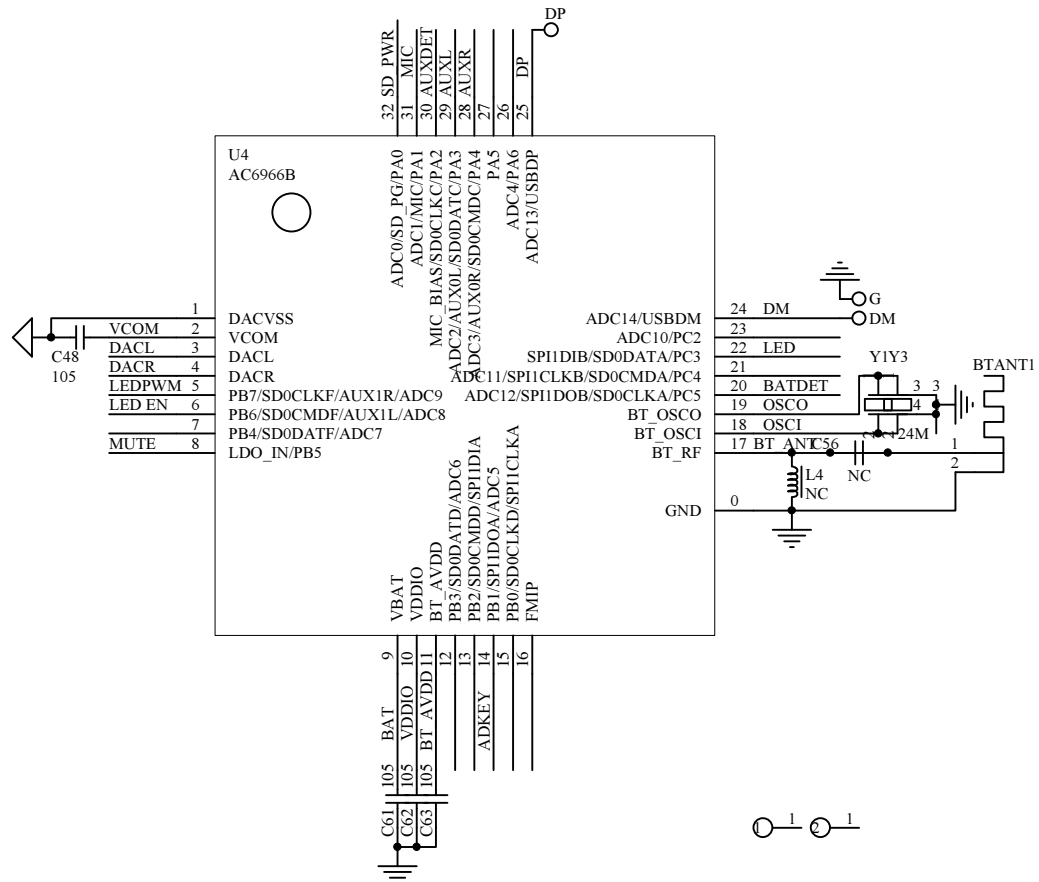 DP
32 SD_PWR
31 MIC
30 AUXDET
29 AUXL
28 AUXR
27
26
25 DP
U4
AC6966B
ADC0/SD_PG/PA0
ADC1/MIC/PA1
MIC_BIAS/SD0CLKC/PA2
ADC2/AUX0L/SD0DATC/PA3
ADC3/AUX0R/SD0CMDC/PA4
PA5
ADC4/PA6
ADC13/USBDP
1 DACVSS
VCOM 2 VCOM
C48
105
DACL 3 DACL
DACR 4 DACR
LEDPWM 5 PB7/SD0CLKF/AUX1R/ADC9
LED EN 6 PB6/SD0CMDF/AUX1L/ADC8
7 PB4/SD0DATF/ADC7
MUTE 8 LDO_IN/PB5
G
ADC14/USBDM 24 DM DM
ADC10/PC2 23
SPI1DIB/SD0DATA/PC3 22 LED
ADC11/SPI1CLKB/SD0CMDA/PC4 21
ADC12/SPI1DOB/SD0CLKA/PC5 20 BATDET
BT_OSCO 19 OSCO
BT_OSCI 18 OSCI
BT_RF 17 BT_ANT
GND 0
Y1Y3
3 3
4
2 2 24M
BTANT1
1
2
C56
NC
L4
NC
VBAT
VDDIO
BT_AVDD
PB3/SD0DATD/ADC6
PB2/SD0CMDD/SPI1DIA
PB1/SPI1DOA/ADC5
PB0/SD0CLKD/SPI1CLKA
FMIP
9 BAT
10 VDDIO
11 BT_AVDD
12
13
14 ADKEY
15
16
C61 105
C62 105
C63 105
1 1
2 1